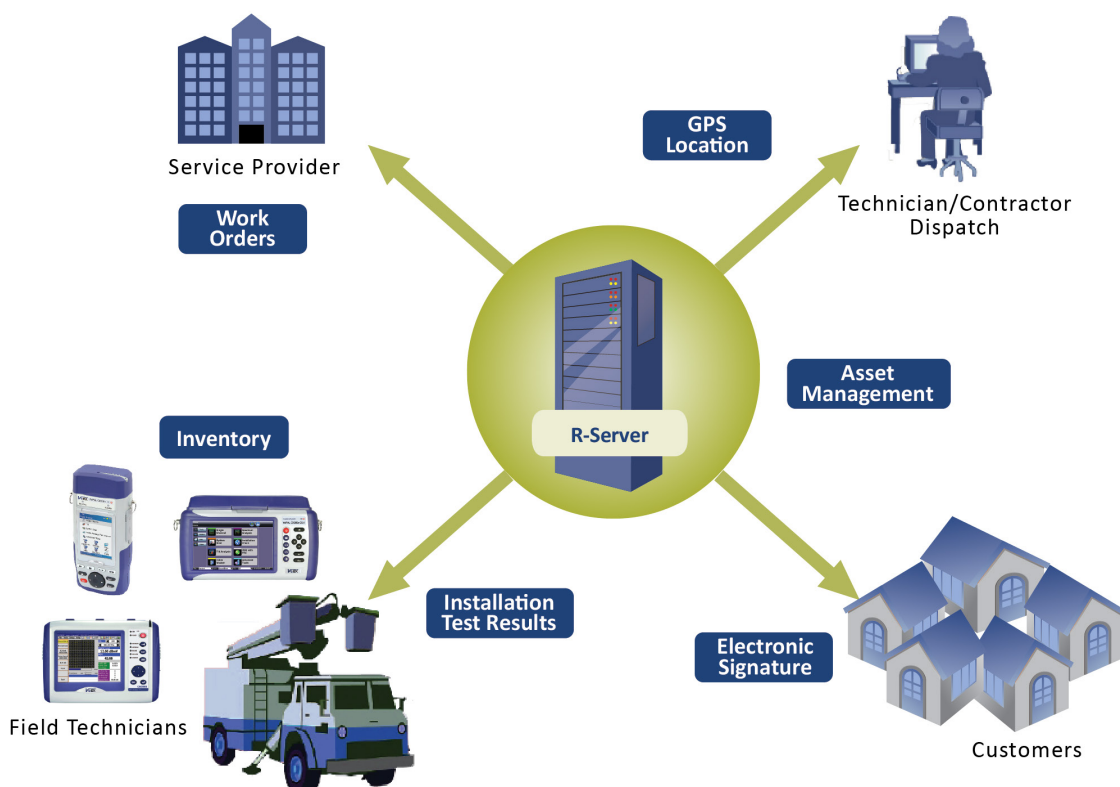 Service Provider
Work
Orders
GPS
Location
Technician/Contractor
Dispatch
R-Server
Asset
Management
Inventory
Installation
Test Results
Field Technicians
Electronic
Signature
Customers